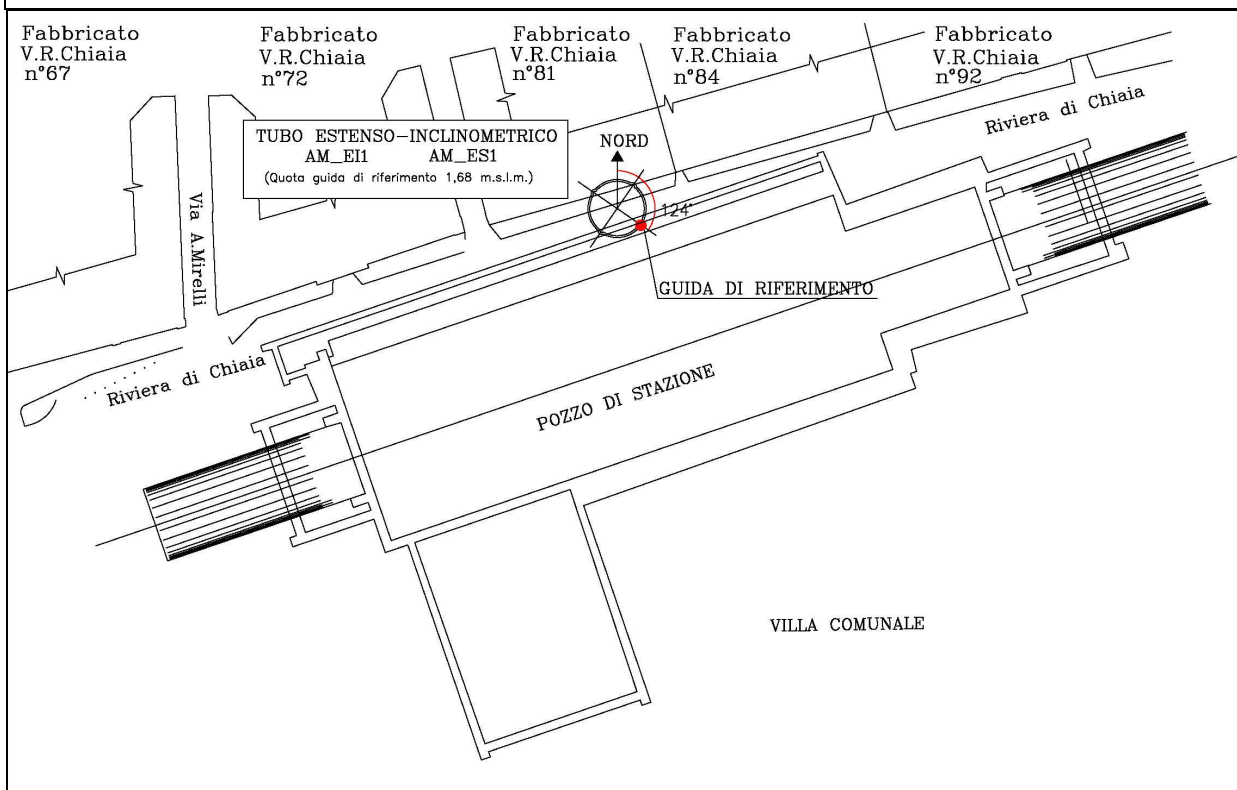 Fabbricato
V.R.Chiaia
n°67
Fabbricato
V.R.Chiaia
n°72
Fabbricato
V.R.Chiaia
n°81
Fabbricato
V.R.Chiaia
n°84
Fabbricato
V.R.Chiaia
n°92
Riviera di Chiaia
TUBO ESTENSO-INCLINOMETRICO
AM_EI1 AM_ES1
(Quota guida di riferimento 1,68 m.s.l.m.)
NORD
124°
Via A.Mirelli
GUIDA DI RIFERIMENTO
Riviera di Chiaia
POZZO DI STAZIONE
VILLA COMUNALE